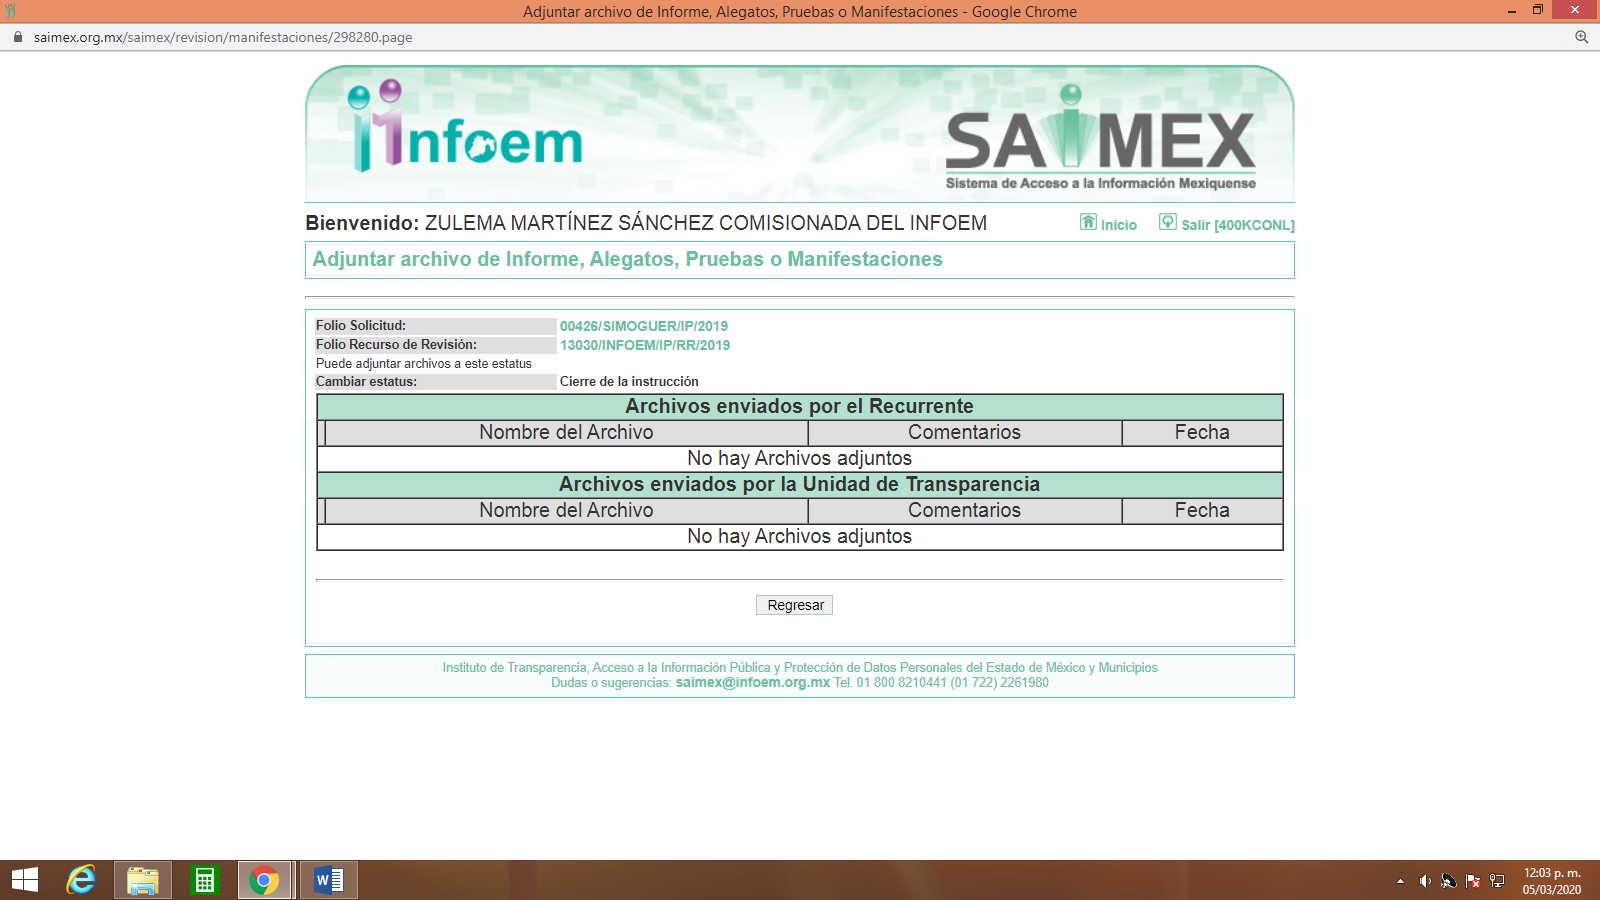 Adjuntar archivo de Informe, Alegatos, Pruebas o Manifestaciones - Google Chrome
saimex.org.mx/saimex/revision/manifestaciones/298280.page
infoem
SAIMEX
Sistema de Acceso a la Información Mexiquense
Bienvenido: ZULEMA MARTÍNEZ SÁNCHEZ COMISIONADA DEL INFOEM
Inicio
Salir [400KCONL]
Adjuntar archivo de Informe, Alegatos, Pruebas o Manifestaciones
Folio Solicitud: 00426/SIMOGUER/IP/2019
Folio Recurso de Revisión: 13030/INFOEM/IP/RR/2019
Puede adjuntar archivos a este estatus
Cambiar estatus: Cierre de la instrucción
Archivos enviados por el Recurrente
Nombre del Archivo Comentarios Fecha
No hay Archivos adjuntos
Archivos enviados por la Unidad de Transparencia
Nombre del Archivo Comentarios Fecha
No hay Archivos adjuntos
Regresar
Instituto de Transparencia, Acceso a la Información Pública y Protección de Datos Personales del Estado de México y Municipios
Dudas o sugerencias: saimex@infoem.org.mx Tel. 01 800 8210441 (01 722) 2261980
12:03 p. m.
05/03/2020